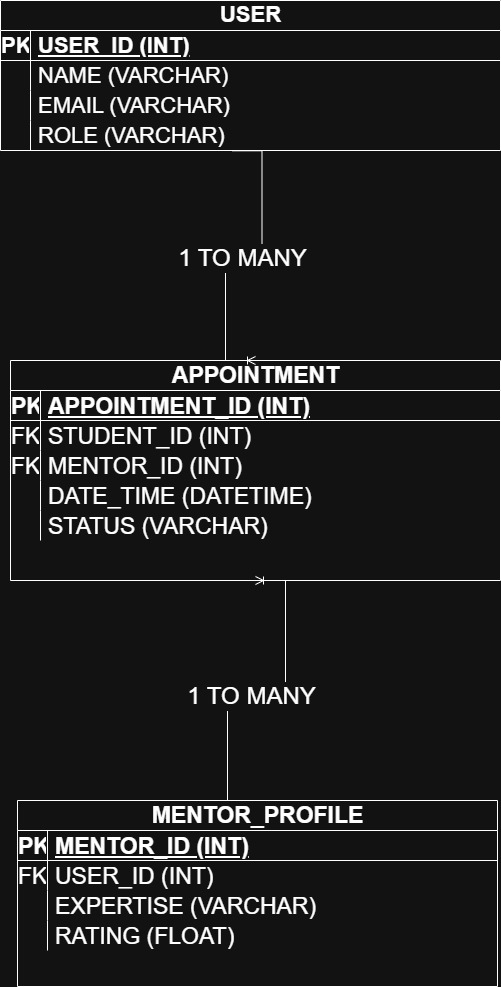 USER
PK USER_ID (INT)
NAME (VARCHAR)
EMAIL (VARCHAR)
ROLE (VARCHAR)
1 TO MANY
APPOINTMENT
PK APPOINTMENT_ID (INT)
FK STUDENT_ID (INT)
FK MENTOR_ID (INT)
DATE_TIME (DATETIME)
STATUS (VARCHAR)
1 TO MANY
MENTOR_PROFILE
PK MENTOR_ID (INT)
FK USER_ID (INT)
EXPERTISE (VARCHAR)
RATING (FLOAT)